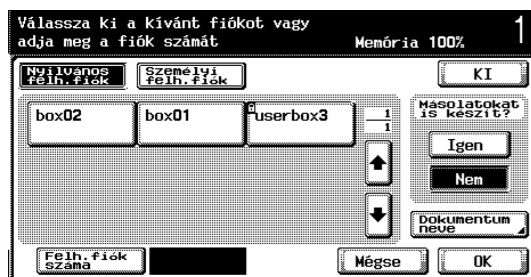 Válassza ki a kívánt fiókot vagy
adja meg a fiók számát
Memória 100%
1
Nyilvános
felh.fiók
Személyi
felh.fiók
KI
box02
box01
userbox3
1
1
Másolatokat
is készít?
Igen
Nem
Dokumentum
neve
Felh.fiók
száma
Mégse
OK